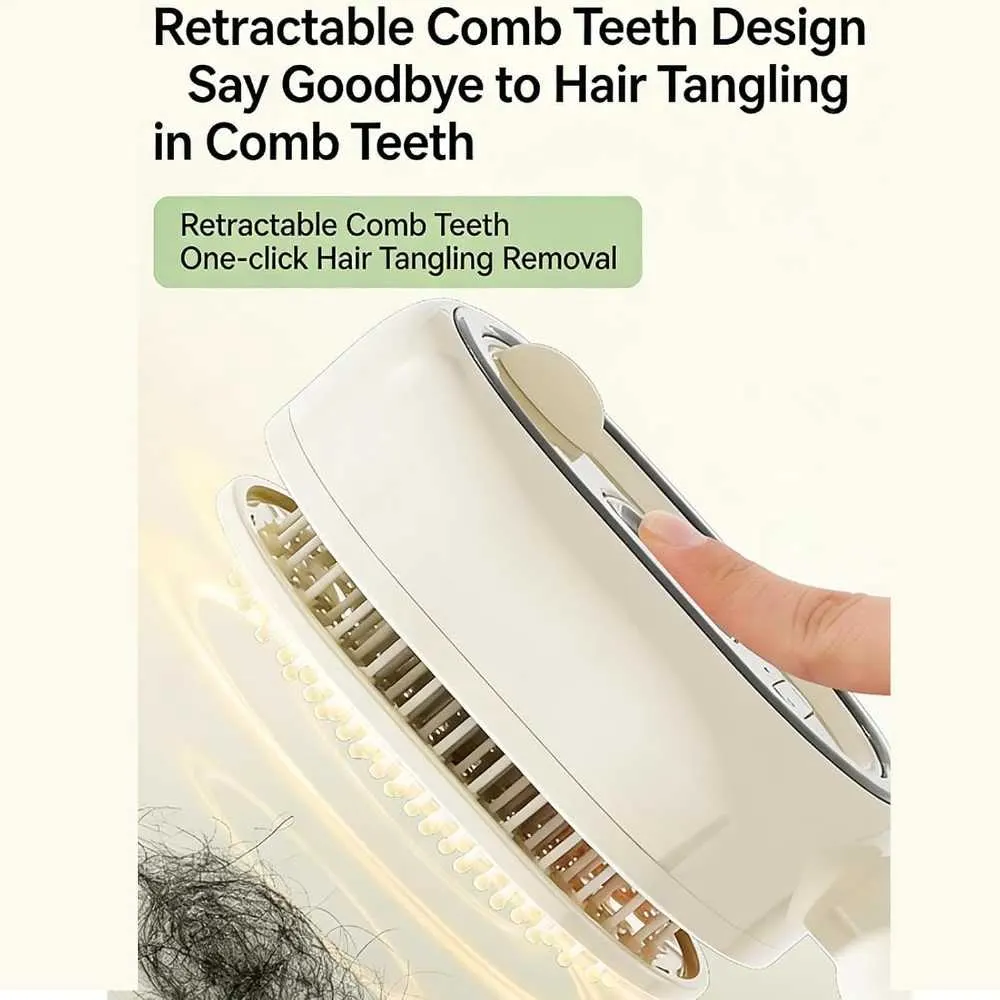 Retractable Comb Teeth Design
Say Goodbye to Hair Tangling
in Comb Teeth
Retractable Comb Teeth
One-click Hair Tangling Removal